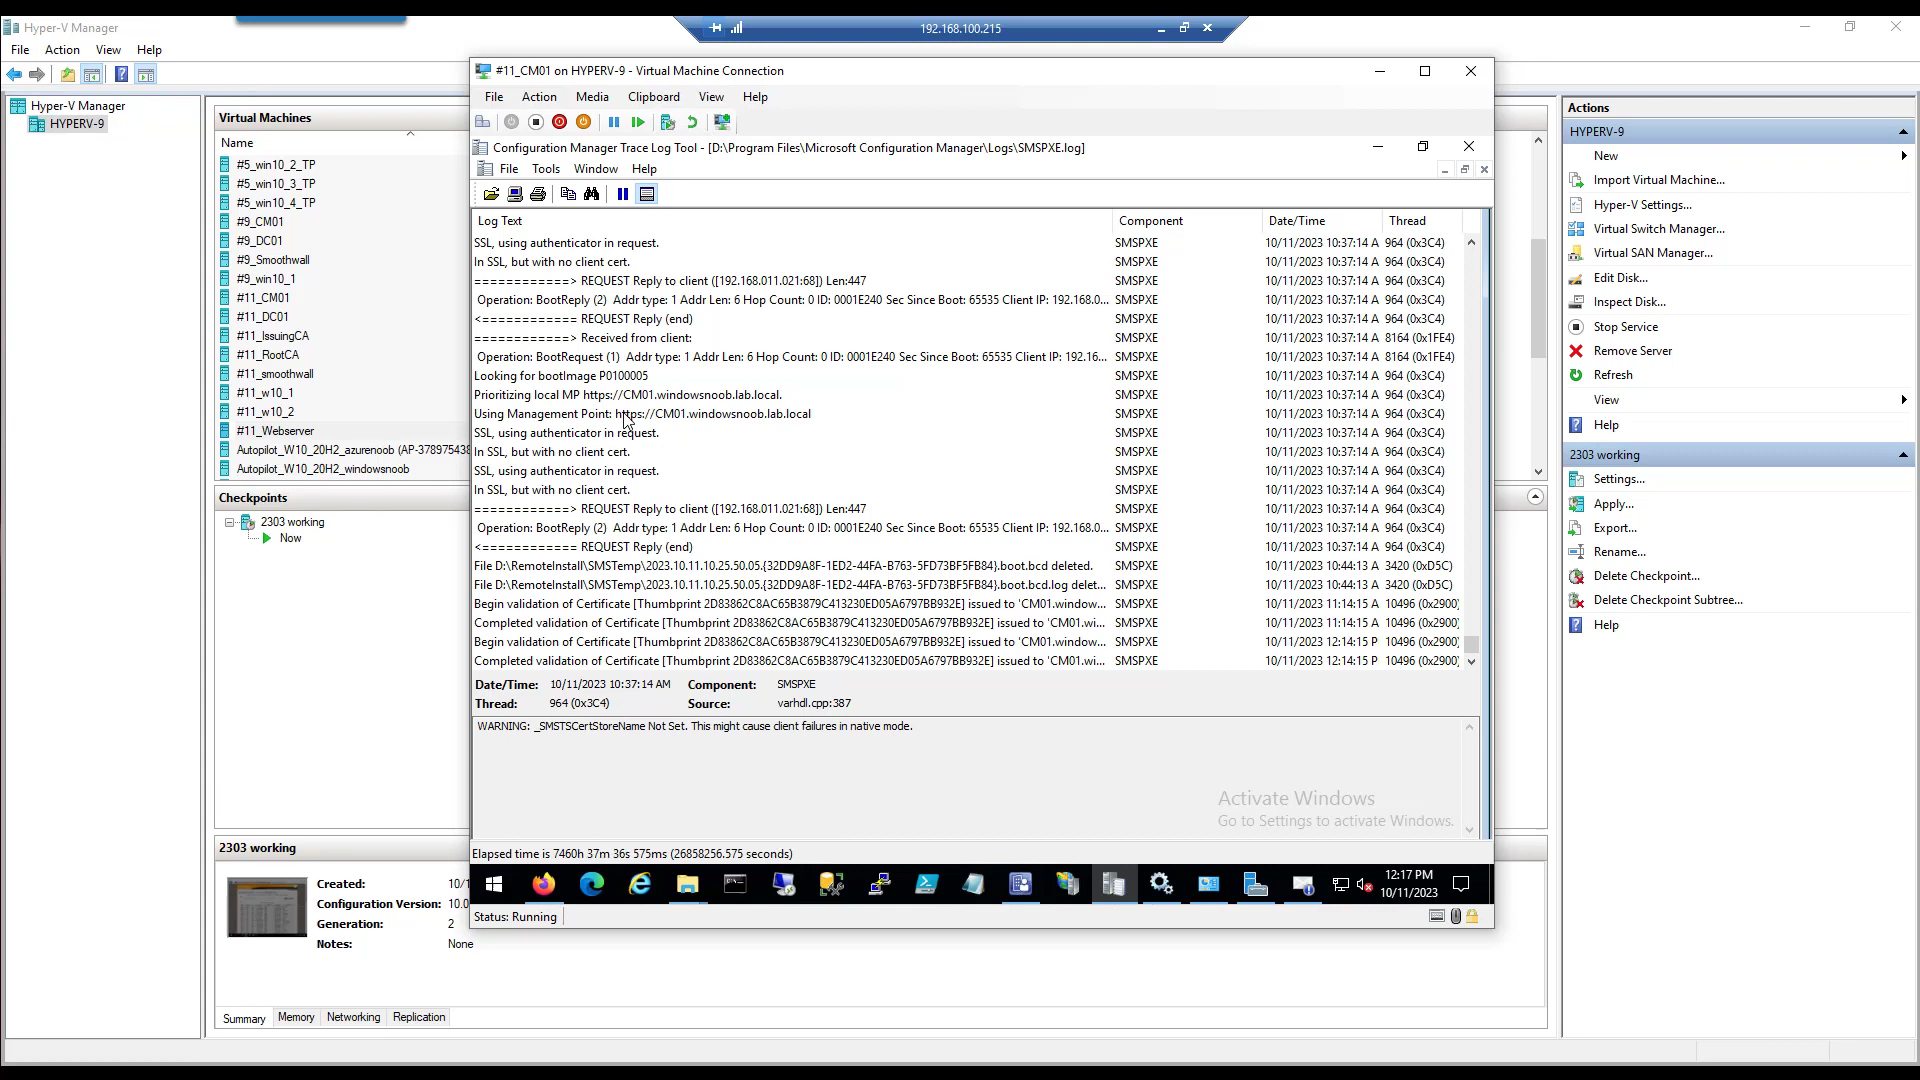 Hyper-V Manager
192.168.100.215
File Action View Help
Hyper-V Manager
HYPERV-9
Virtual Machines
Name
#5_win10_2_TP
#5_win10_3_TP
#5_win10_4_TP
#9_CM01
#9_DC01
#9_Smoothwall
#9_win10_1
#11_CM01
#11_DC01
#11_IssuingCA
#11_RootCA
#11_smoothwall
#11_w10_1
#11_w10_2
#11_Webserver
Autopilot_W10_20H2_azurenoob (AP-378975438
Autopilot_W10_20H2_windowsnoob
Checkpoints
2303 working
Now
2303 working
Created: 10/1
Configuration Version: 10.0
Generation: 2
Notes: None
Summary Memory Networking Replication
#11_CM01 on HYPERV-9 - Virtual Machine Connection
File Action Media Clipboard View Help
Configuration Manager Trace Log Tool - [D:\Program Files\Microsoft Configuration Manager\Logs\SMSPXE.log]
File Tools Window Help
Log Text Component Date/Time Thread
SSL, using authenticator in request. SMSPXE 10/11/2023 10:37:14 A 964 (0x3C4)
In SSL, but with no client cert. SMSPXE 10/11/2023 10:37:14 A 964 (0x3C4)
============> REQUEST Reply to client ([192.168.011.021:68]) Len:447 SMSPXE 10/11/2023 10:37:14 A 964 (0x3C4)
Operation: BootReply (2) Addr type: 1 Addr Len: 6 Hop Count: 0 ID: 0001E240 Sec Since Boot: 65535 Client IP: 192.168.0... SMSPXE 10/11/2023 10:37:14 A 964 (0x3C4)
<============ REQUEST Reply (end) SMSPXE 10/11/2023 10:37:14 A 964 (0x3C4)
============> Received from client: SMSPXE 10/11/2023 10:37:14 A 8164 (0x1FE4)
Operation: BootRequest (1) Addr type: 1 Addr Len: 6 Hop Count: 0 ID: 0001E240 Sec Since Boot: 65535 Client IP: 192.16... SMSPXE 10/11/2023 10:37:14 A 8164 (0x1FE4)
Looking for bootImage P0100005 SMSPXE 10/11/2023 10:37:14 A 964 (0x3C4)
Prioritizing local MP https://CM01.windowsnoob.lab.local. SMSPXE 10/11/2023 10:37:14 A 964 (0x3C4)
Using Management Point: https://CM01.windowsnoob.lab.local SMSPXE 10/11/2023 10:37:14 A 964 (0x3C4)
SSL, using authenticator in request. SMSPXE 10/11/2023 10:37:14 A 964 (0x3C4)
In SSL, but with no client cert. SMSPXE 10/11/2023 10:37:14 A 964 (0x3C4)
SSL, using authenticator in request. SMSPXE 10/11/2023 10:37:14 A 964 (0x3C4)
In SSL, but with no client cert. SMSPXE 10/11/2023 10:37:14 A 964 (0x3C4)
============> REQUEST Reply to client ([192.168.011.021:68]) Len:447 SMSPXE 10/11/2023 10:37:14 A 964 (0x3C4)
Operation: BootReply (2) Addr type: 1 Addr Len: 6 Hop Count: 0 ID: 0001E240 Sec Since Boot: 65535 Client IP: 192.168.0... SMSPXE 10/11/2023 10:37:14 A 964 (0x3C4)
<============ REQUEST Reply (end) SMSPXE 10/11/2023 10:37:14 A 964 (0x3C4)
File D:\RemoteInstall\SMSTemp\2023.10.11.10.25.50.05.{32DD9A8F-1ED2-44FA-B763-5FD73BF5FB84}.boot.bcd deleted. SMSPXE 10/11/2023 10:44:13 A 3420 (0xD5C)
File D:\RemoteInstall\SMSTemp\2023.10.11.10.25.50.05.{32DD9A8F-1ED2-44FA-B763-5FD73BF5FB84}.boot.bcd.log delet... SMSPXE 10/11/2023 10:44:13 A 3420 (0xD5C)
Begin validation of Certificate [Thumbprint 2D83862C8AC65B3879C413230ED05A6797BB932E] issued to 'CM01.window... SMSPXE 10/11/2023 11:14:15 A 10496 (0x2900)
Completed validation of Certificate [Thumbprint 2D83862C8AC65B3879C413230ED05A6797BB932E] issued to 'CM01.wi... SMSPXE 10/11/2023 11:14:15 A 10496 (0x2900)
Begin validation of Certificate [Thumbprint 2D83862C8AC65B3879C413230ED05A6797BB932E] issued to 'CM01.window... SMSPXE 10/11/2023 12:14:15 P 10496 (0x2900)
Completed validation of Certificate [Thumbprint 2D83862C8AC65B3879C413230ED05A6797BB932E] issued to 'CM01.wi... SMSPXE 10/11/2023 12:14:15 P 10496 (0x2900)
Date/Time: 10/11/2023 10:37:14 AM Component: SMSPXE
Thread: 964 (0x3C4) Source: varhdl.cpp:387
WARNING: _SMSTSCertStoreName Not Set. This might cause client failures in native mode.
Activate Windows
Go to Settings to activate Windows.
Elapsed time is 7460h 37m 36s 575ms (26858256.575 seconds)
12:17 PM
10/11/2023
Status: Running
Actions
HYPERV-9
New
Import Virtual Machine...
Hyper-V Settings...
Virtual Switch Manager...
Virtual SAN Manager...
Edit Disk...
Inspect Disk...
Stop Service
Remove Server
Refresh
View
Help
2303 working
Settings...
Apply...
Export...
Rename...
Delete Checkpoint...
Delete Checkpoint Subtree...
Help